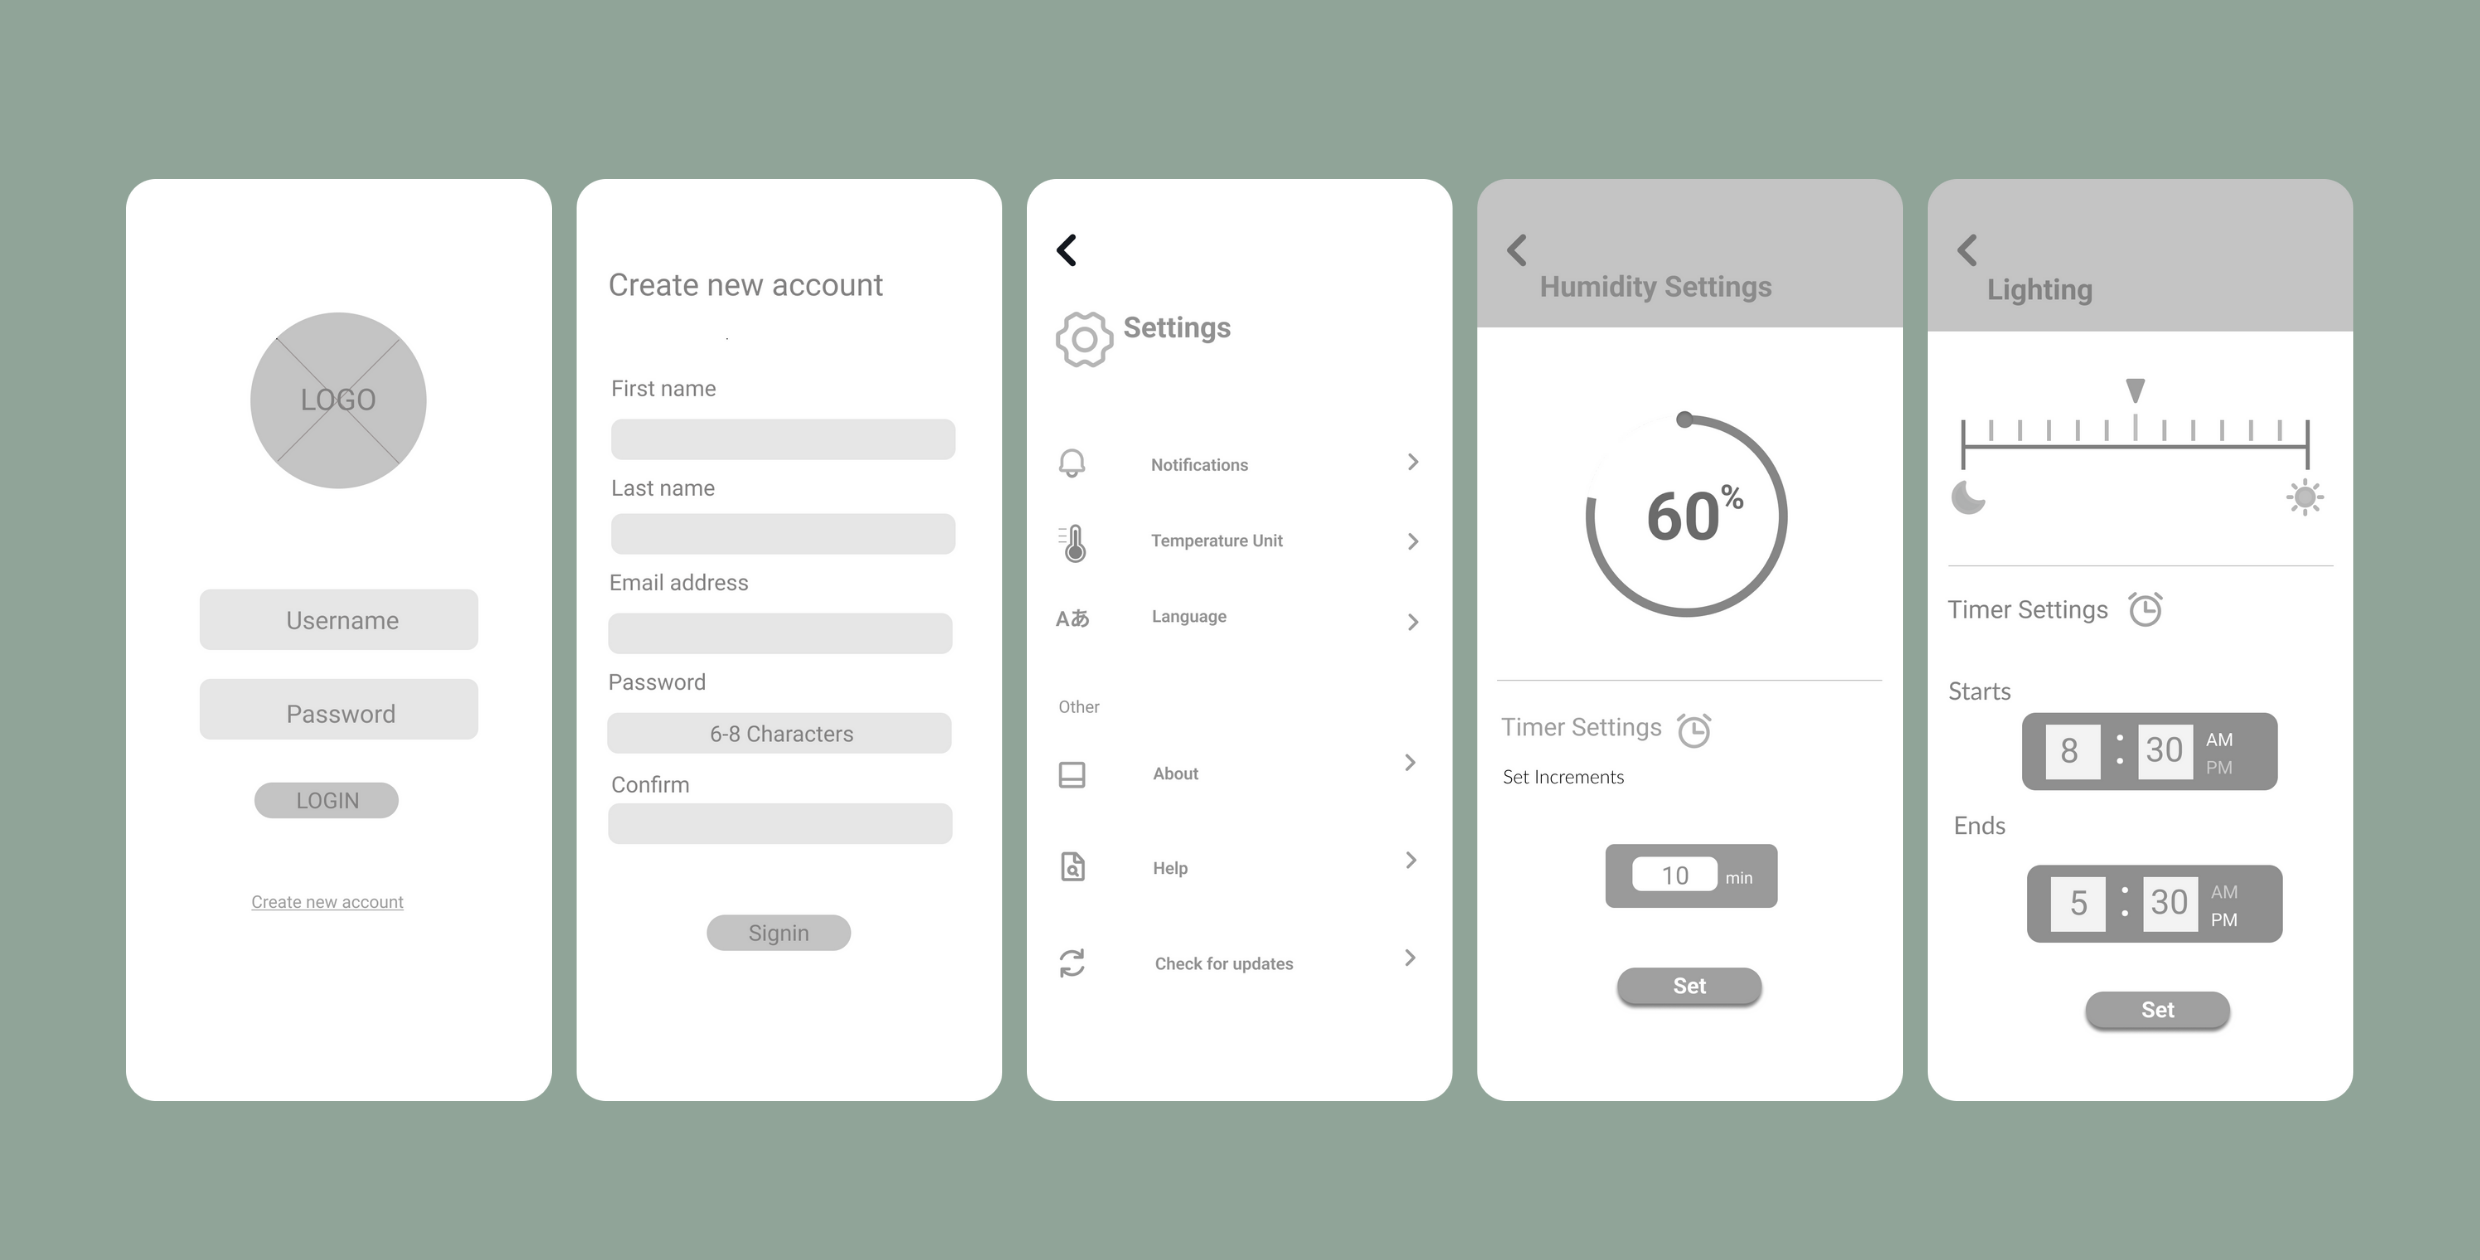 LOGO
Username
Password
LOGIN
Create new account
Create new account
First name
Last name
Email address
Password
6-8 Characters
Confirm
Signin
Settings
Notifications
Temperature Unit
Aあ Language
Other
About
Help
Check for updates
Humidity Settings
60%
Timer Settings
Set Increments
10 min
Set
Lighting
Timer Settings
Starts
8 : 30 AM
PM
Ends
5 : 30 AM
PM
Set